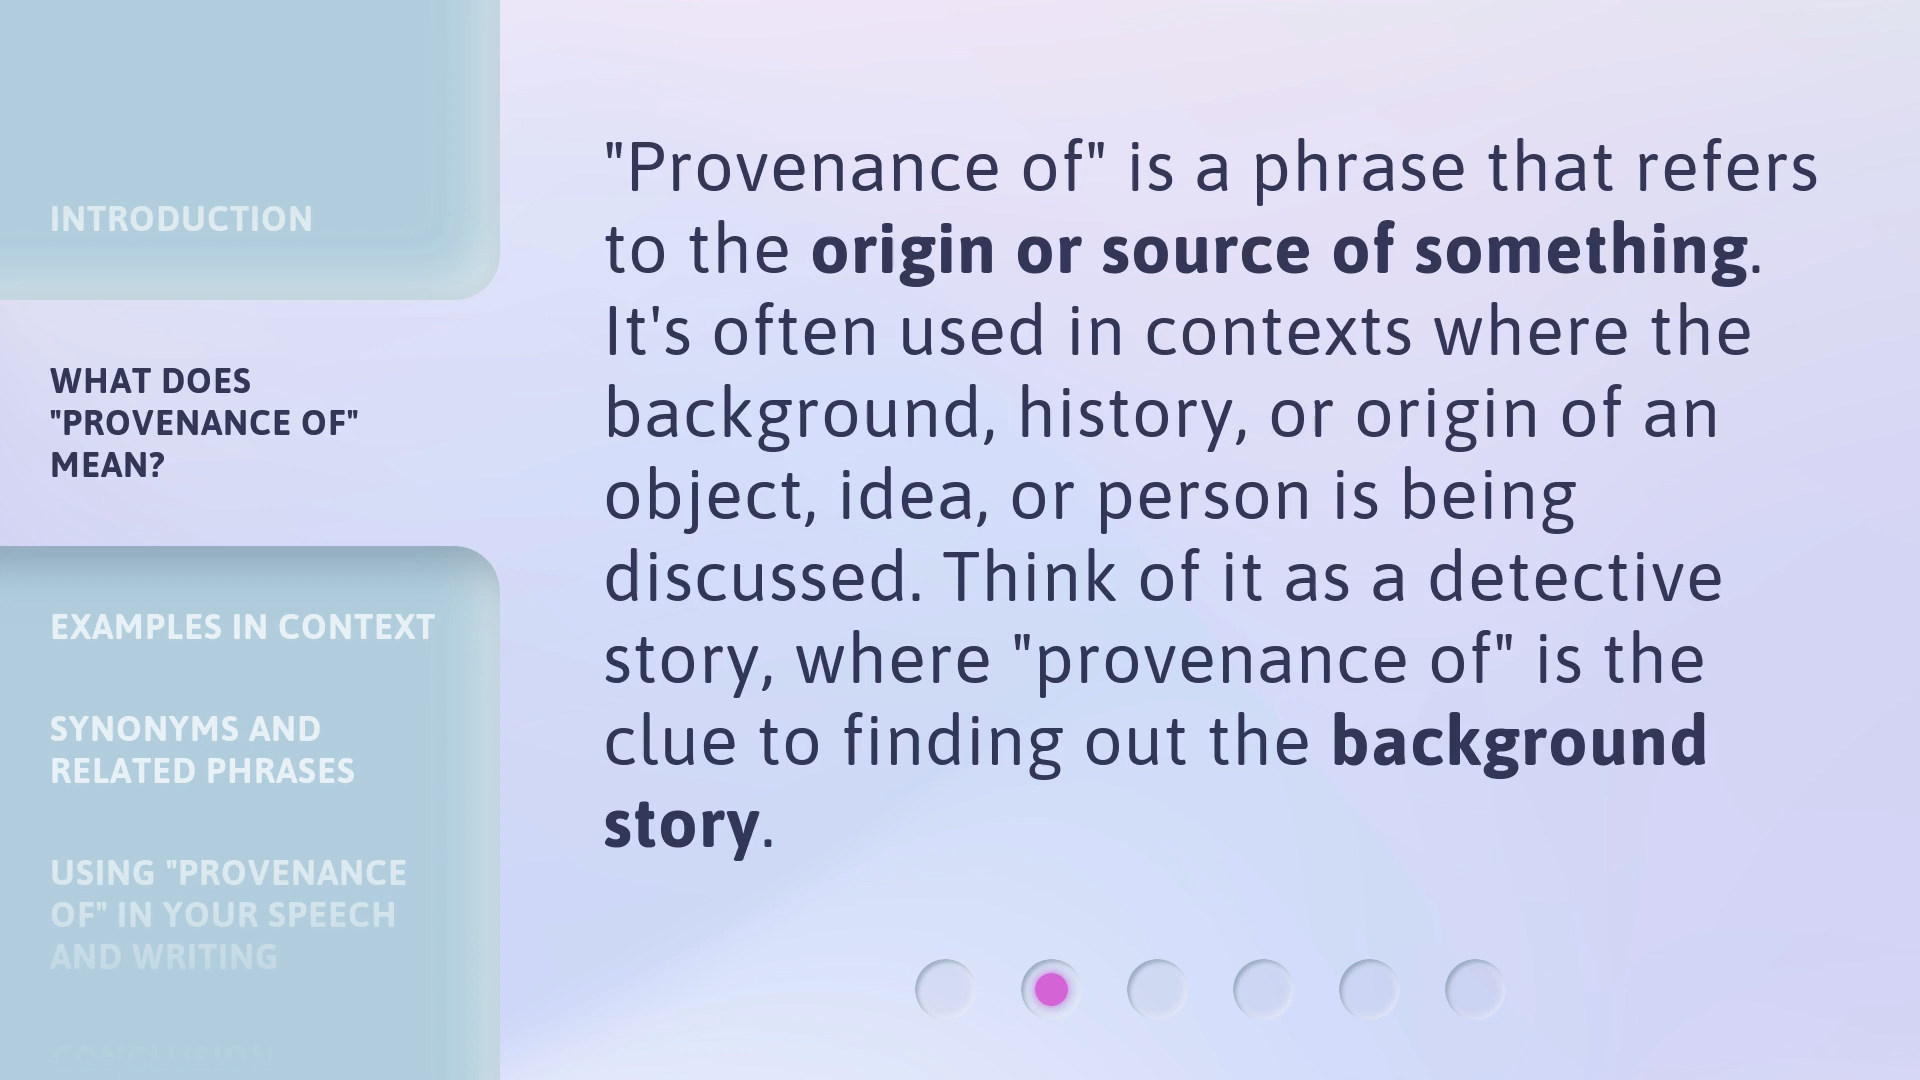 INTRODUCTION
WHAT DOES
"PROVENANCE OF"
MEAN?
EXAMPLES IN CONTEXT
SYNONYMS AND
RELATED PHRASES
USING "PROVENANCE
OF" IN YOUR SPEECH
AND WRITING
CONCLUSION
"Provenance of" is a phrase that refers
to the origin or source of something.
It's often used in contexts where the
background, history, or origin of an
object, idea, or person is being
discussed. Think of it as a detective
story, where "provenance of" is the
clue to finding out the background
story.